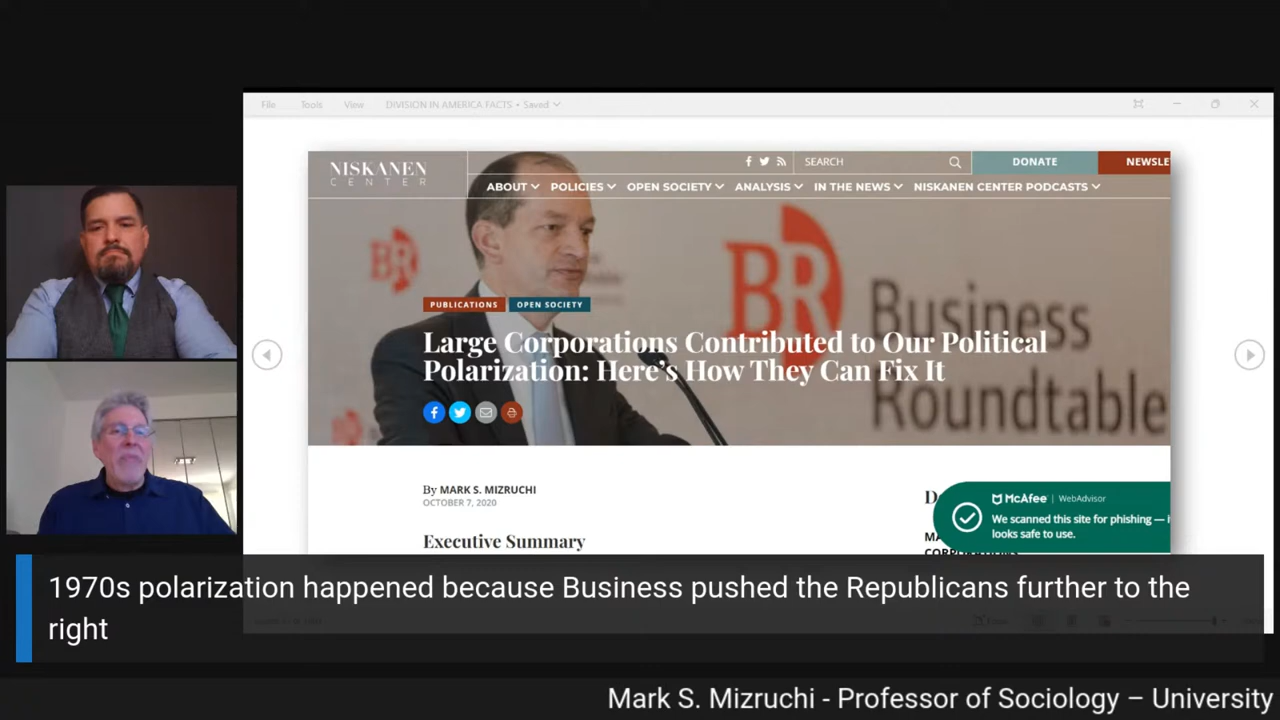 File Tools View DIVISION IN AMERICA FACTS • Saved
NISKANEN
CENTER
SEARCH
DONATE
NEWSLE
ABOUT POLICIES OPEN SOCIETY ANALYSIS IN THE NEWS NISKANEN CENTER PODCASTS
BR
BR
Business
Roundtable
PUBLICATIONS OPEN SOCIETY
Large Corporations Contributed to Our Political
Polarization: Here's How They Can Fix It
By MARK S. MIZRUCHI
OCTOBER 7, 2020
Executive Summary
McAfee | WebAdvisor
We scanned this site for phishing — i
looks safe to use.
1970s polarization happened because Business pushed the Republicans further to the
right
Mark S. Mizruchi - Professor of Sociology – University